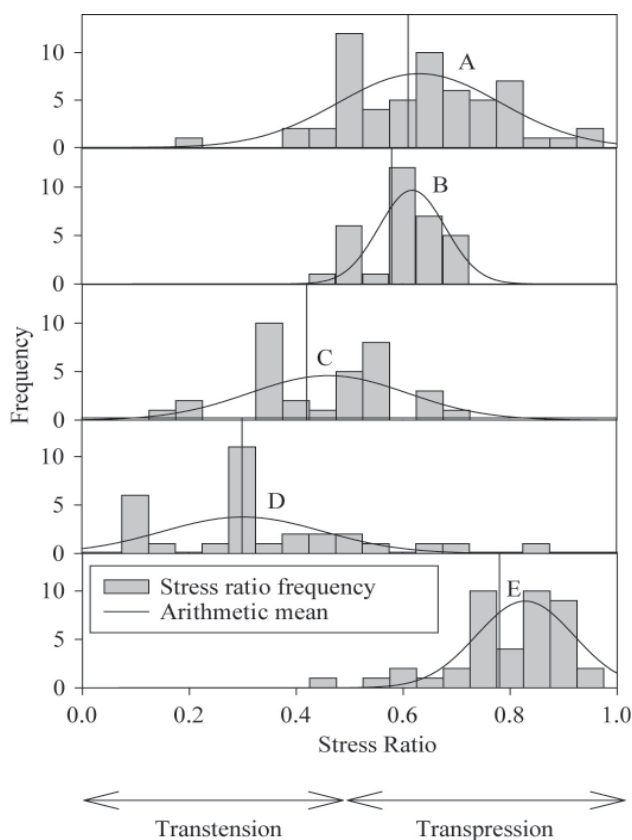 10
5
0
A
10
5
0
B
10
5
0
C
10
5
0
D
10
5
0
E
Frequency
Stress ratio frequency
Arithmetic mean
0.0 0.2 0.4 0.6 0.8 1.0
Stress Ratio
Transtension Transpression